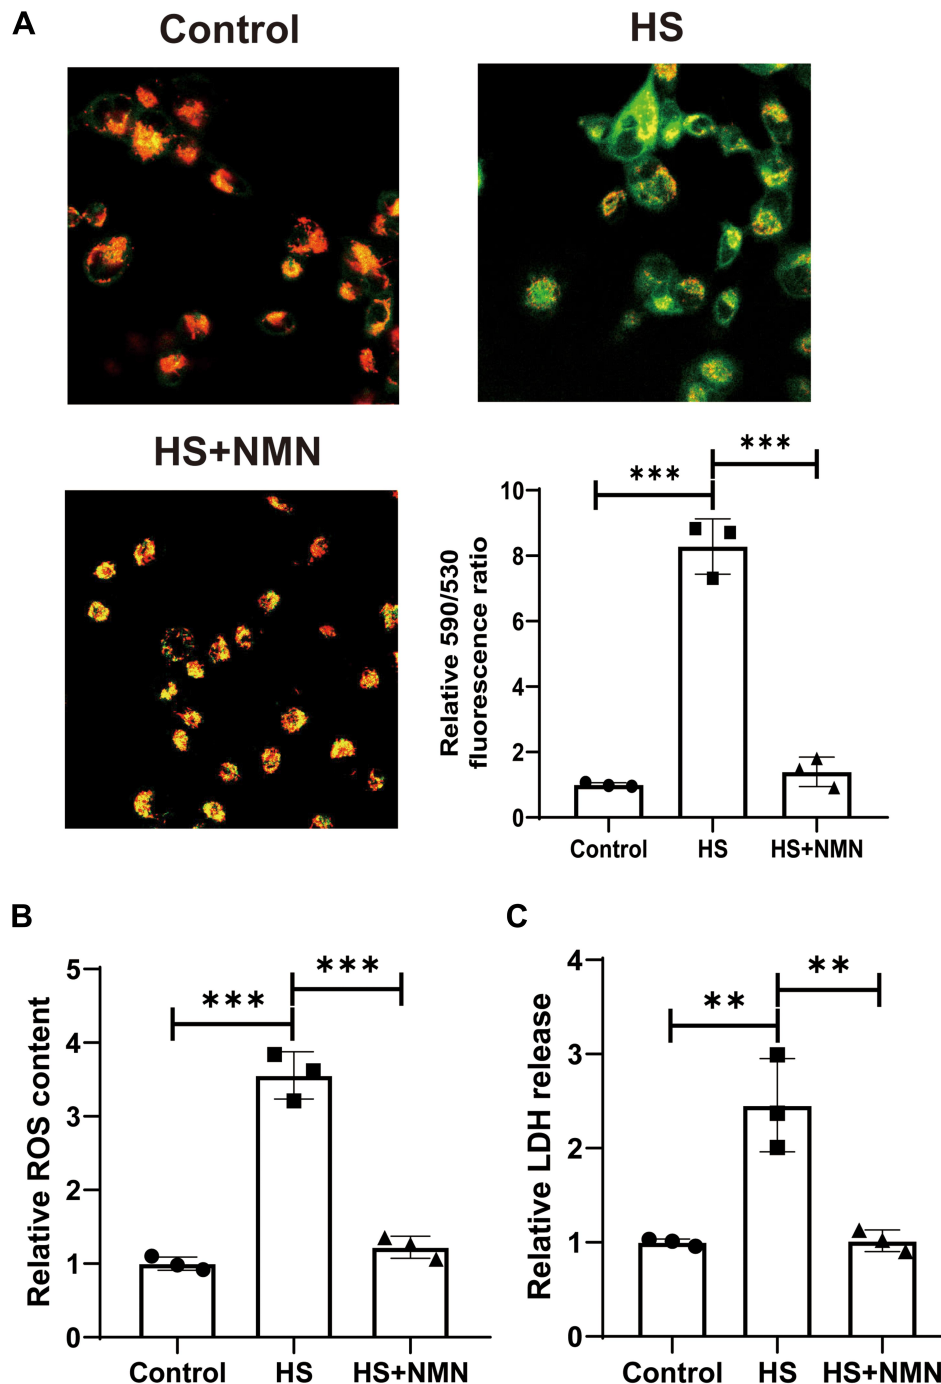 A
Control
HS
HS+NMN
***
***
Relative 590/530
fluorescence ratio
10
8
6
4
2
0
Control HS HS+NMN
B
***
***
Relative ROS content
5
4
3
2
1
0
Control HS HS+NMN
C
**
**
Relative LDH release
4
3
2
1
0
Control HS HS+NMN